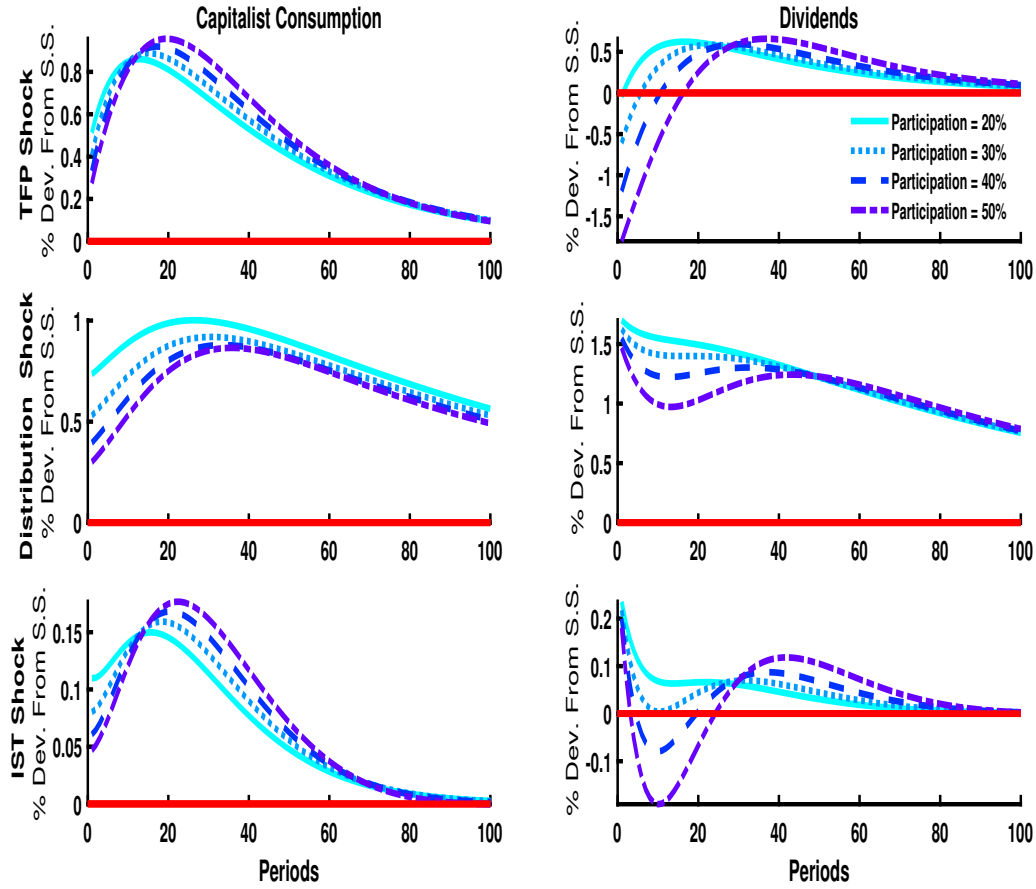 Capitalist Consumption
Dividends
TFP Shock
% Dev. From S.S.
0.8
0.6
0.4
0.2
0
0 20 40 60 80 100
% Dev. From S.S.
0.5
0
-0.5
-1
-1.5
0 20 40 60 80 100
Participation = 20%
Participation = 30%
Participation = 40%
Participation = 50%
Distribution Shock
% Dev. From S.S.
1
0.5
0
0 20 40 60 80 100
% Dev. From S.S.
1.5
1
0.5
0
0 20 40 60 80 100
IST Shock
% Dev. From S.S.
0.15
0.1
0.05
0
0 20 40 60 80 100
Periods
% Dev. From S.S.
0.2
0.1
0
-0.1
0 20 40 60 80 100
Periods